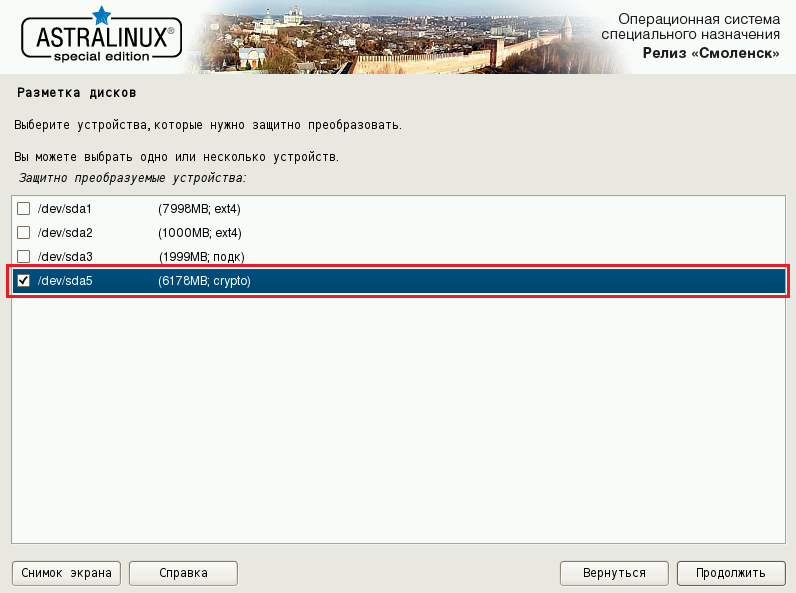 ASTRALINUX®
special edition
Операционная система
специального назначения
Релиз «Смоленск»
Разметка дисков
Выберите устройства, которые нужно защитно преобразовать.
Вы можете выбрать одно или несколько устройств.
Защитно преобразуемые устройства:
/dev/sda1 (7998MB; ext4)
/dev/sda2 (1000MB; ext4)
/dev/sda3 (1999MB; подк)
/dev/sda5 (6178MB; crypto)
Снимок экрана Справка Вернуться Продолжить